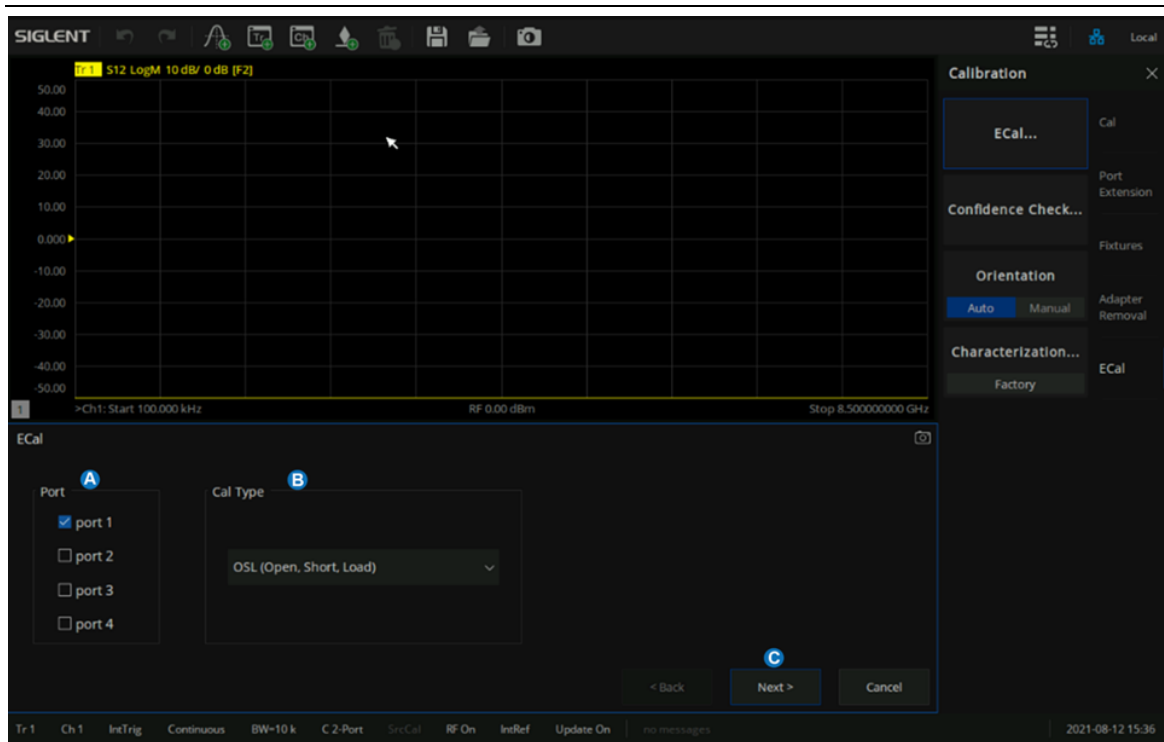 SIGLENT Tr Ch Local
Tr 1 S12 LogM 10 dB/ 0 dB [F2]
50.00
40.00
30.00
20.00
10.00
0.000
-10.00
-20.00
-30.00
-40.00
-50.00
1 >Ch1: Start 100.000 kHz RF 0.00 dBm Stop 8.500000000 GHz
Calibration
ECal...
Confidence Check...
Orientation
Auto Manual
Characterization...
Factory
Cal
Port
Extension
Fixtures
Adapter
Removal
ECal
ECal
A
Port
port 1
port 2
port 3
port 4
B
Cal Type
OSL (Open, Short, Load)
C
< Back Next > Cancel
Tr 1 Ch 1 IntTrig Continuous BW=10 k C 2-Port SrcCal RF On IntRef Update On no messages 2021-08-12 15:36